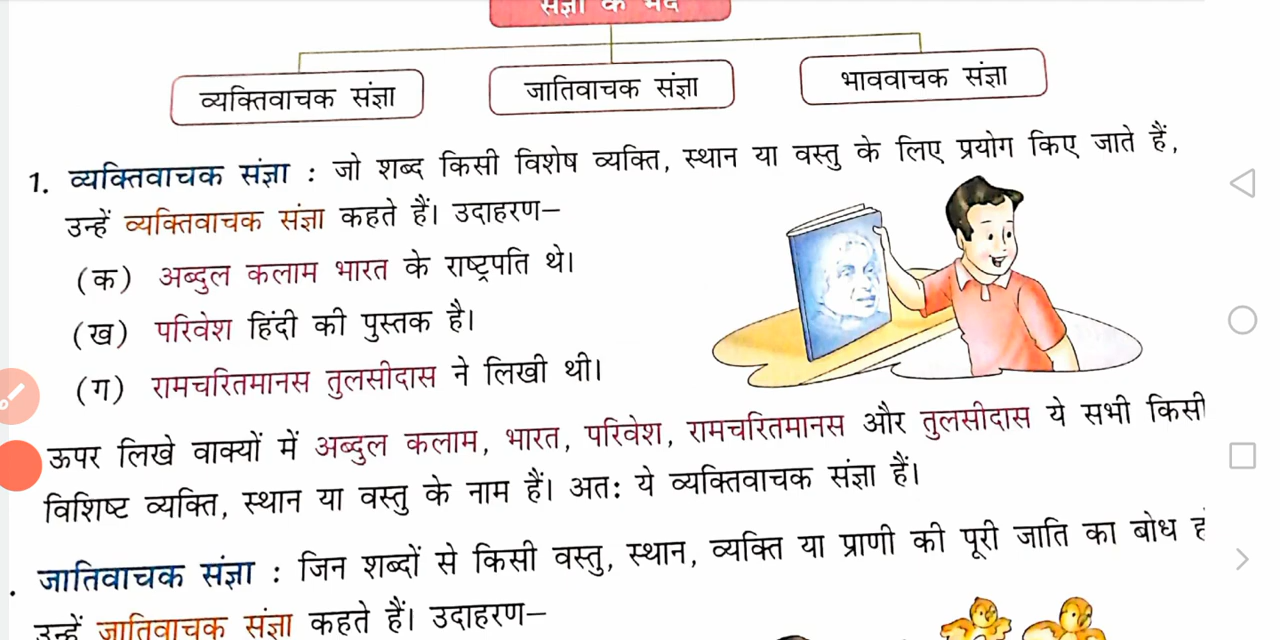 संज्ञा के भेद
व्यक्तिवाचक संज्ञा
जातिवाचक संज्ञा
भाववाचक संज्ञा
1. व्यक्तिवाचक संज्ञा : जो शब्द किसी विशेष व्यक्ति, स्थान या वस्तु के लिए प्रयोग किए जाते हैं,
उन्हें व्यक्तिवाचक संज्ञा कहते हैं। उदाहरण–
(क) अब्दुल कलाम भारत के राष्ट्रपति थे।
(ख) परिवेश हिंदी की पुस्तक है।
(ग) रामचरितमानस तुलसीदास ने लिखी थी।
ऊपर लिखे वाक्यों में अब्दुल कलाम, भारत, परिवेश, रामचरितमानस और तुलसीदास ये सभी किसी
विशिष्ट व्यक्ति, स्थान या वस्तु के नाम हैं। अतः ये व्यक्तिवाचक संज्ञा हैं।
जातिवाचक संज्ञा : जिन शब्दों से किसी वस्तु, स्थान, व्यक्ति या प्राणी की पूरी जाति का बोध
उन्हें जातिवाचक संज्ञा कहते हैं। उदाहरण–